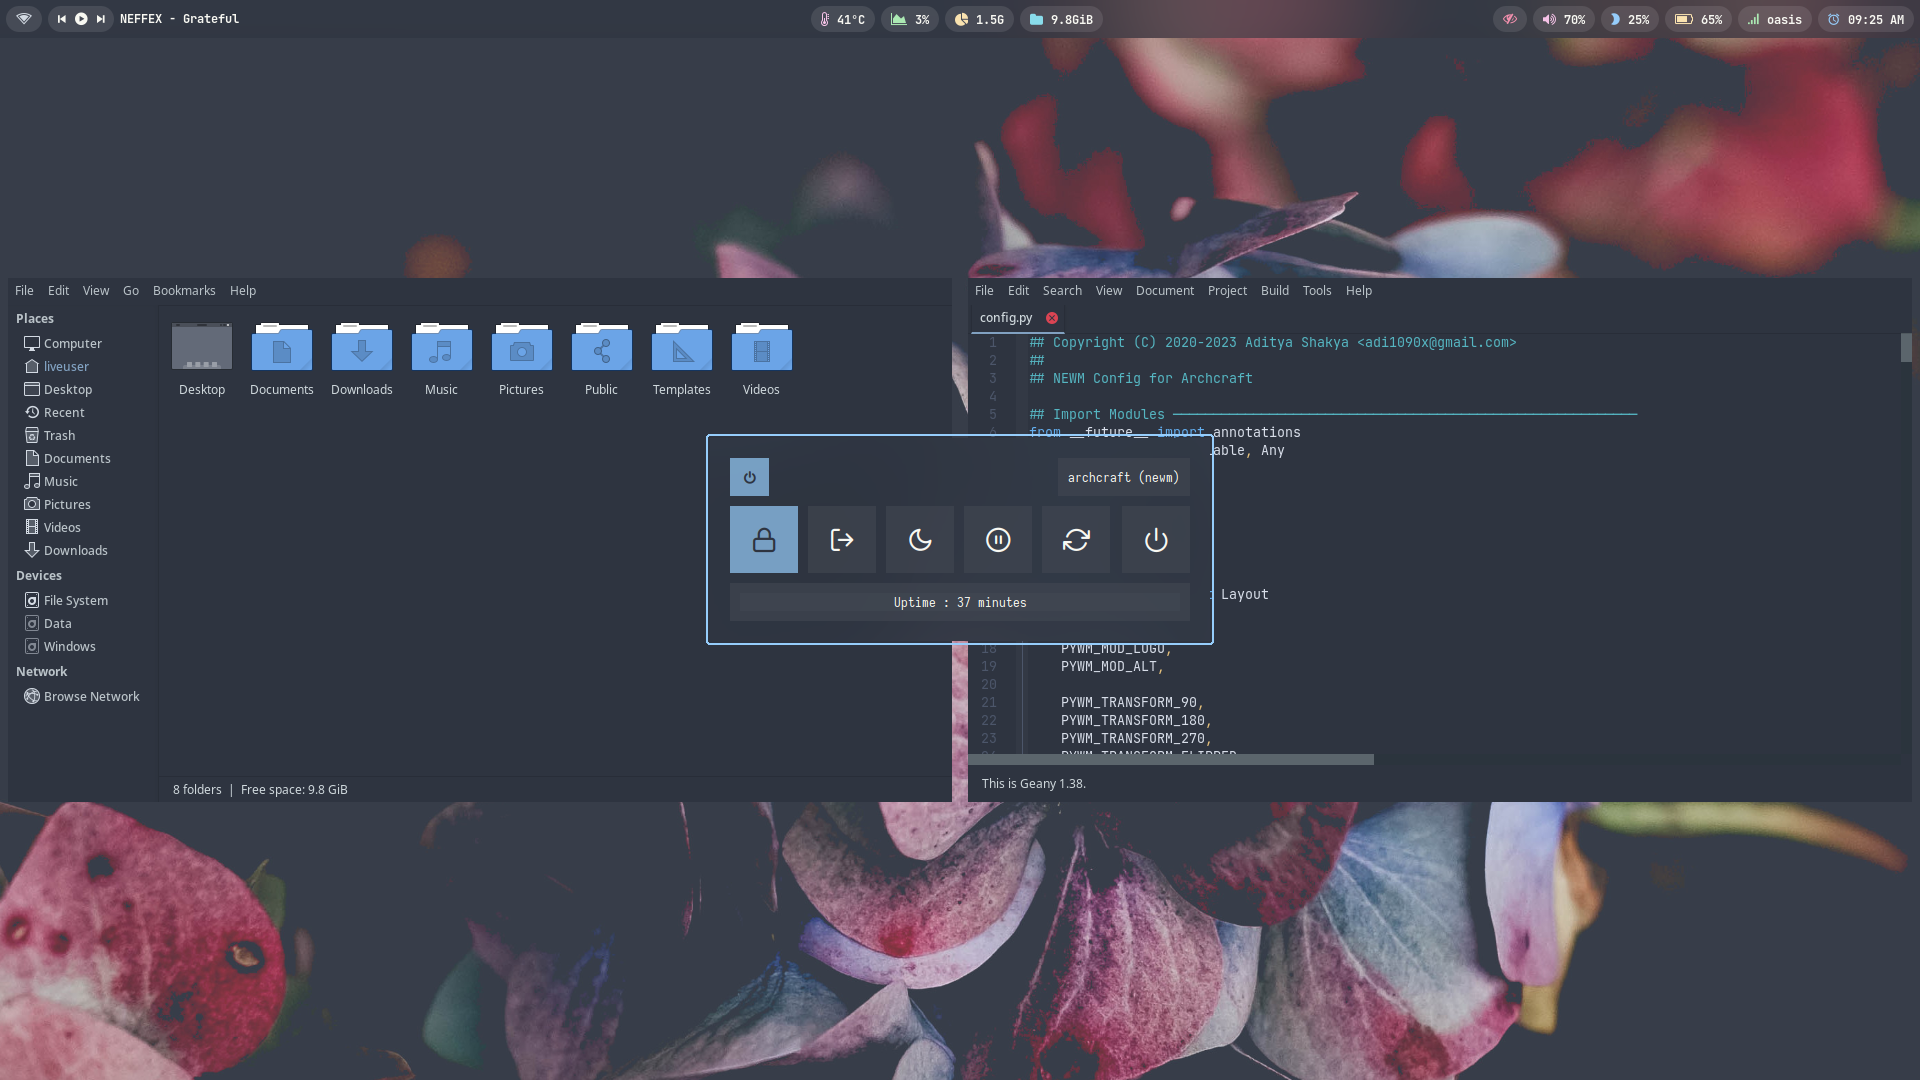 NEFFEX - Grateful
41°C
3%
1.5G
9.8GiB
70%
25%
65%
oasis
09:25 AM
File Edit View Go Bookmarks Help
Places
Computer
liveuser
Desktop
Recent
Trash
Documents
Music
Pictures
Videos
Downloads
Devices
File System
Data
Windows
Network
Browse Network
Desktop
Documents
Downloads
Music
Pictures
Public
Templates
Videos
8 folders | Free space: 9.8 GiB
File Edit Search View Document Project Build Tools Help
config.py
1 ## Copyright (C) 2020-2023 Aditya Shakya <adi1090x@gmail.com>
2 ##
3 ## NEWM Config for Archcraft
4
5 ## Import Modules
6 from __future__ import annotations
able, Any
Layout
18 PYWM_MOD_LOGO,
19 PYWM_MOD_ALT,
20
21 PYWM_TRANSFORM_90,
22 PYWM_TRANSFORM_180,
23 PYWM_TRANSFORM_270,
This is Geany 1.38.
archcraft (newm)
Uptime : 37 minutes